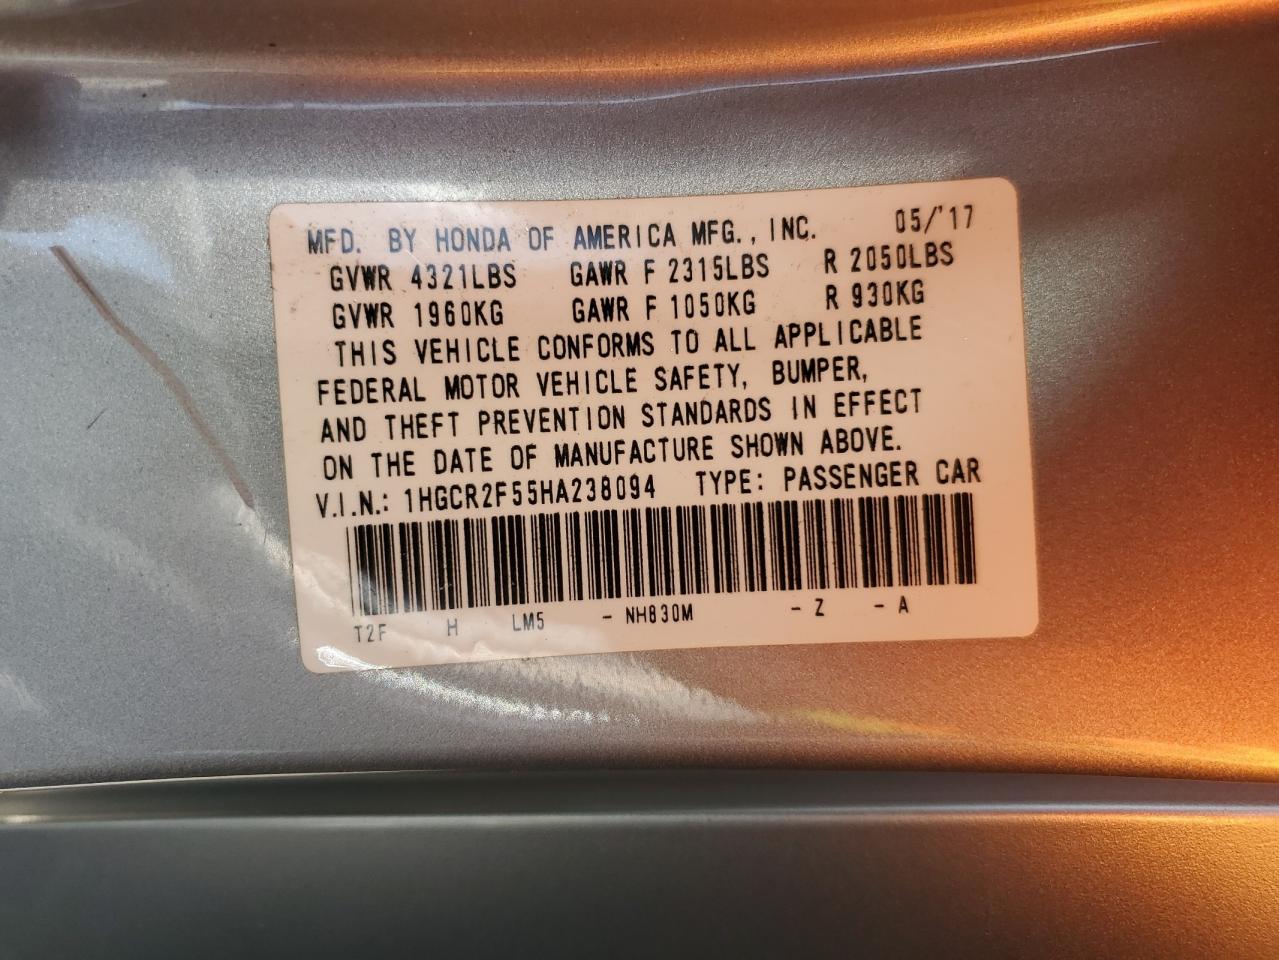 MFD. BY HONDA OF AMERICA MFG., INC. 05/'17
GVWR 4321LBS GAWR F 2315LBS R 2050LBS
GVWR 1960KG GAWR F 1050KG R 930KG
THIS VEHICLE CONFORMS TO ALL APPLICABLE
FEDERAL MOTOR VEHICLE SAFETY, BUMPER,
AND THEFT PREVENTION STANDARDS IN EFFECT
ON THE DATE OF MANUFACTURE SHOWN ABOVE.
V.I.N.: 1HGCR2F55HA238094 TYPE: PASSENGER CAR
T2F H LM5 - NH830M - Z - A